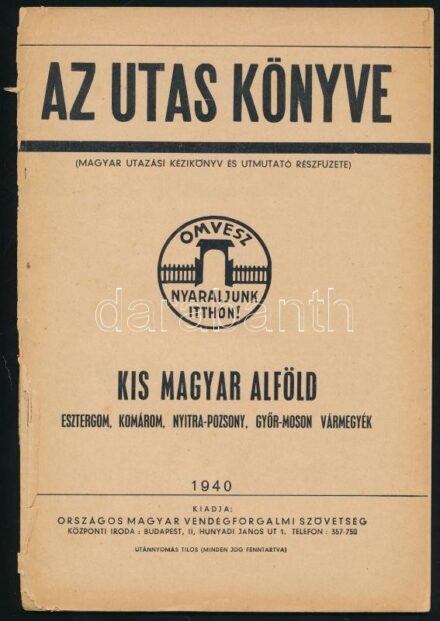 AZ UTAS KÖNYVE
(MAGYAR UTAZÁSI KÉZIKÖNYV ÉS UTMUTATÓ RÉSZFÜZETE)
OMVESZ
NYARALJUNK
ITTHON!
darabanth
KIS MAGYAR ALFÖLD
ESZTERGOM, KOMÁROM, NYITRA-POZSONY, GYŐR-MOSON VÁRMEGYÉK
1940
KIADJA:
ORSZÁGOS MAGYAR VENDÉGFORGALMI SZÖVETSÉG
KÖZPONTI IRODA : BUDAPEST, II, HUNYADI JÁNOS UT 1. TELEFON : 357-750
UTÁNNYOMÁS TILOS (MINDEN JOG FENNTARTVA)